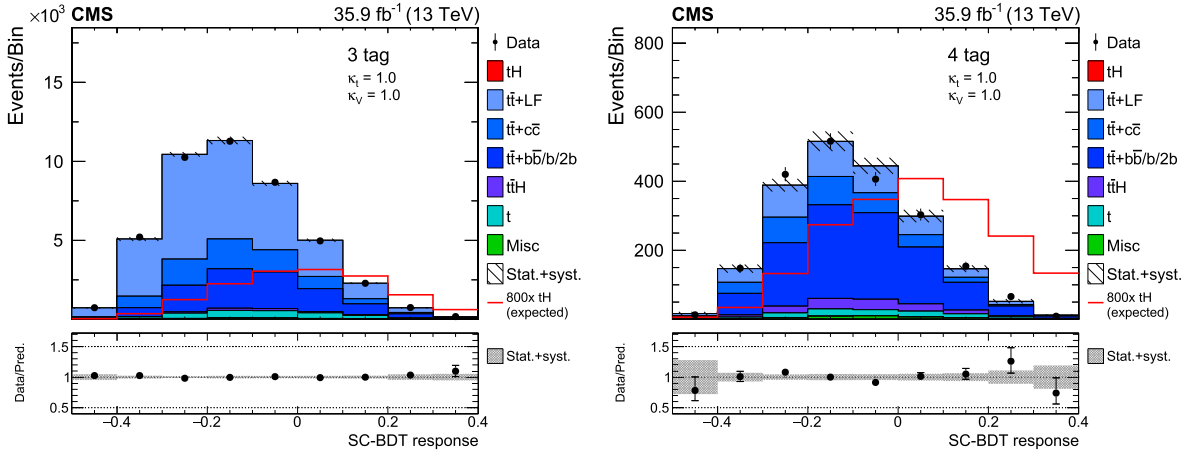 ×10³ CMS 35.9 fb⁻¹ (13 TeV)
Events/Bin
15
10
5
3 tag
κt = 1.0
κV = 1.0
Data
tH
tt̄+LF
tt̄+cc̄
tt̄+bb̄/b/2b
tt̄H
t
Misc
Stat.+syst.
800x tH
(expected)
Data/Pred.
1.5
1
0.5
Stat.+syst.
−0.4 −0.2 0 0.2 0.4
SC-BDT response
CMS 35.9 fb⁻¹ (13 TeV)
Events/Bin
800
600
400
200
4 tag
κt = 1.0
κV = 1.0
Data
tH
tt̄+LF
tt̄+cc̄
tt̄+bb̄/b/2b
tt̄H
t
Misc
Stat.+syst.
800x tH
(expected)
Data/Pred.
1.5
1
0.5
Stat.+syst.
−0.4 −0.2 0 0.2 0.4
SC-BDT response